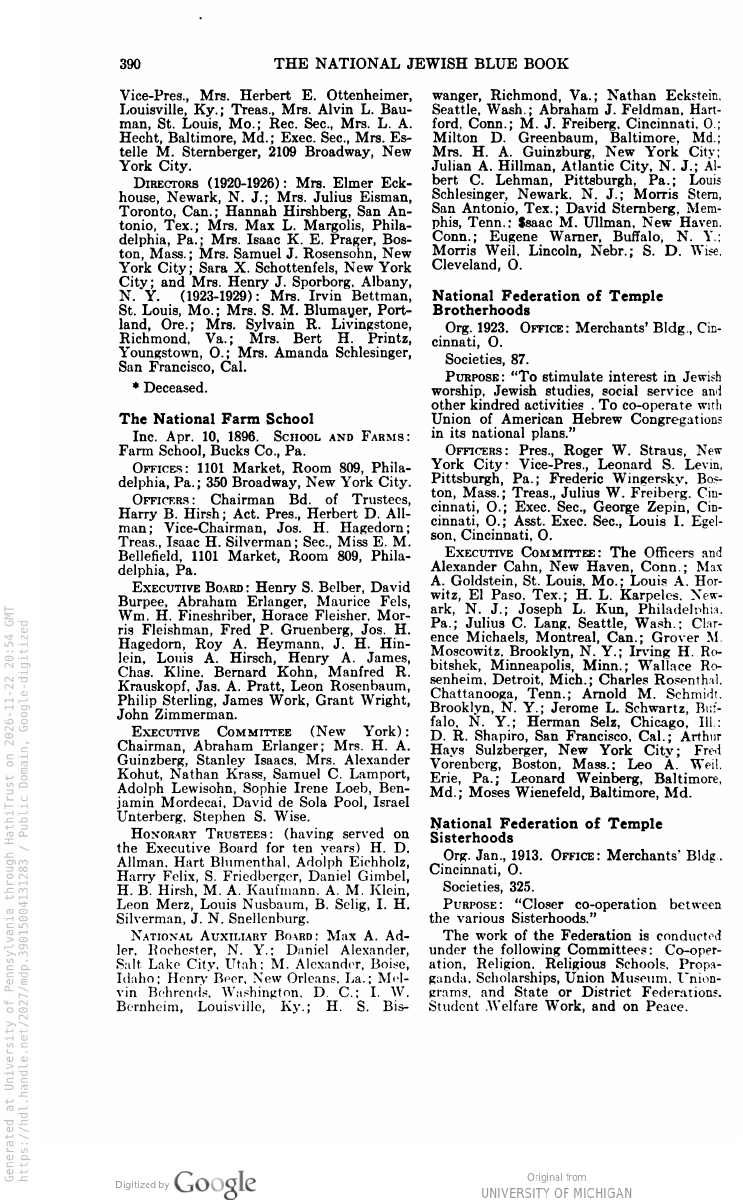 390
THE NATIONAL JEWISH BLUE BOOK
Vice-Pres., Mrs. Herbert E. Ottenheimer,
Louisville, Ky.; Treas., Mrs. Alvin L. Bau-
man, St. Louis, Mo.; Rec. Sec., Mrs. L. A.
Hecht, Baltimore, Md.; Exec. Sec., Mrs. Es-
telle M. Sternberger, 2109 Broadway, New
York City.
DIRECTORS (1920-1926): Mrs. Elmer Eck-
house, Newark, N. J.; Mrs. Julius Eisman,
Toronto, Can.; Hannah Hirshberg, San An-
tonio, Tex.; Mrs. Max L. Margolis, Phila-
delphia, Pa.; Mrs. Isaac K. E. Prager, Bos-
ton, Mass.; Mrs. Samuel J. Rosensohn, New
York City; Sara X. Schottenfels, New York
City; and Mrs. Henry J. Sporborg, Albany,
N. Y. (1923-1929): Mrs. Irvin Bettman,
St. Louis, Mo.; Mrs. S. M. Blumauer, Port-
land, Ore.; Mrs. Sylvain R. Livingstone,
Richmond, Va.; Mrs. Bert H. Printz,
Youngstown, O.; Mrs. Amanda Schlesinger,
San Francisco, Cal.
* Deceased.
The National Farm School
Inc. Apr. 10, 1896. SCHOOL AND FARMS:
Farm School, Bucks Co., Pa.
OFFICES: 1101 Market, Room 809, Phila-
delphia, Pa.; 350 Broadway, New York City.
OFFICERS: Chairman Bd. of Trustees,
Harry B. Hirsh; Act. Pres., Herbert D. All-
man; Vice-Chairman, Jos. H. Hagedorn;
Treas., Isaac H. Silverman; Sec., Miss E. M.
Bellefield, 1101 Market, Room 809, Phila-
delphia, Pa.
EXECUTIVE BOARD: Henry S. Belber, David
Burpee, Abraham Erlanger, Maurice Fels,
Wm. H. Fineshriber, Horace Fleisher, Mor-
ris Fleishman, Fred P. Gruenberg, Jos. H.
Hagedorn, Roy A. Heymann, J. H. Hin-
lein, Louis A. Hirsch, Henry A. James,
Chas. Kline, Bernard Kohn, Manfred R.
Krauskopf, Jas. A. Pratt, Leon Rosenbaum,
Philip Sterling, James Work, Grant Wright,
John Zimmerman.
EXECUTIVE COMMITTEE (New York):
Chairman, Abraham Erlanger; Mrs. H. A.
Guinzberg, Stanley Isaacs, Mrs. Alexander
Kohut, Nathan Krass, Samuel C. Lamport,
Adolph Lewisohn, Sophie Irene Loeb, Ben-
jamin Mordecai, David de Sola Pool, Israel
Unterberg, Stephen S. Wise.
HONORARY TRUSTEES: (having served on
the Executive Board for ten years) H. D.
Allman, Hart Blumenthal, Adolph Eichholz,
Harry Felix, S. Friedberger, Daniel Gimbel,
H. B. Hirsh, M. A. Kaufmann, A. M. Klein,
Leon Merz, Louis Nusbaum, B. Selig, I. H.
Silverman, J. N. Snellenburg.
NATIONAL AUXILIARY BOARD: Max A. Ad-
ler, Rochester, N. Y.; Daniel Alexander,
Salt Lake City, Utah; M. Alexander, Boise,
Idaho; Henry Beer, New Orleans, La.; Mel-
vin Behrends, Washington, D. C.; I. W.
Bernheim, Louisville, Ky.; H. S. Bis-
wanger, Richmond, Va.; Nathan Eckstein,
Seattle, Wash.; Abraham J. Feldman, Hart-
ford, Conn.; M. J. Freiberg, Cincinnati, O.;
Milton D. Greenbaum, Baltimore, Md.;
Mrs. H. A. Guinzburg, New York City;
Julian A. Hillman, Atlantic City, N. J.; Al-
bert C. Lehman, Pittsburgh, Pa.; Louis
Schlesinger, Newark, N. J.; Morris Stern,
San Antonio, Tex.; David Sternberg, Mem-
phis, Tenn.; $saac M. Ullman, New Haven,
Conn.; Eugene Warner, Buffalo, N. Y.;
Morris Weil, Lincoln, Nebr.; S. D. Wise,
Cleveland, O.
National Federation of Temple
Brotherhoods
Org. 1923. OFFICE: Merchants' Bldg., Cin-
cinnati, O.
Societies, 87.
PURPOSE: "To stimulate interest in Jewish
worship, Jewish studies, social service and
other kindred activities . To co-operate with
Union of American Hebrew Congregations
in its national plans."
OFFICERS: Pres., Roger W. Straus, New
York City; Vice-Pres., Leonard S. Levin,
Pittsburgh, Pa.; Frederic Wingersky, Bos-
ton, Mass.; Treas., Julius W. Freiberg, Cin-
cinnati, O.; Exec. Sec., George Zepin, Cin-
cinnati, O.; Asst. Exec. Sec., Louis I. Egel-
son, Cincinnati, O.
EXECUTIVE COMMITTEE: The Officers and
Alexander Cahn, New Haven, Conn.; Max
A. Goldstein, St. Louis, Mo.; Louis A. Hor-
witz, El Paso, Tex.; H. L. Karpeles, New-
ark, N. J.; Joseph L. Kun, Philadelphia,
Pa.; Julius C. Lang, Seattle, Wash.; Clar-
ence Michaels, Montreal, Can.; Grover M.
Moscowitz, Brooklyn, N. Y.; Irving H. Ro-
bitshek, Minneapolis, Minn.; Wallace Ro-
senheim, Detroit, Mich.; Charles Rosenthal,
Chattanooga, Tenn.; Arnold M. Schmidt,
Brooklyn, N. Y.; Jerome L. Schwartz, Buf-
falo, N. Y.; Herman Selz, Chicago, Ill.;
D. R. Shapiro, San Francisco, Cal.; Arthur
Hays Sulzberger, New York City; Fred
Vorenberg, Boston, Mass.; Leo A. Weil,
Erie, Pa.; Leonard Weinberg, Baltimore,
Md.; Moses Wienefeld, Baltimore, Md.
National Federation of Temple
Sisterhoods
Org. Jan., 1913. OFFICE: Merchants' Bldg.,
Cincinnati, O.
Societies, 325.
PURPOSE: "Closer co-operation between
the various Sisterhoods."
The work of the Federation is conducted
under the following Committees: Co-oper-
ation, Religion, Religious Schools, Propa-
ganda, Scholarships, Union Museum, Union-
grams, and State or District Federations,
Student Welfare Work, and on Peace.
Generated at University of Pennsylvania through HathiTrust on 2026-11-22 20:54 GMT
https://hdl.handle.net/2027/mdp.39015004131283 / Public Domain, Google-digitized
Digitized by Google
Original from
UNIVERSITY OF MICHIGAN